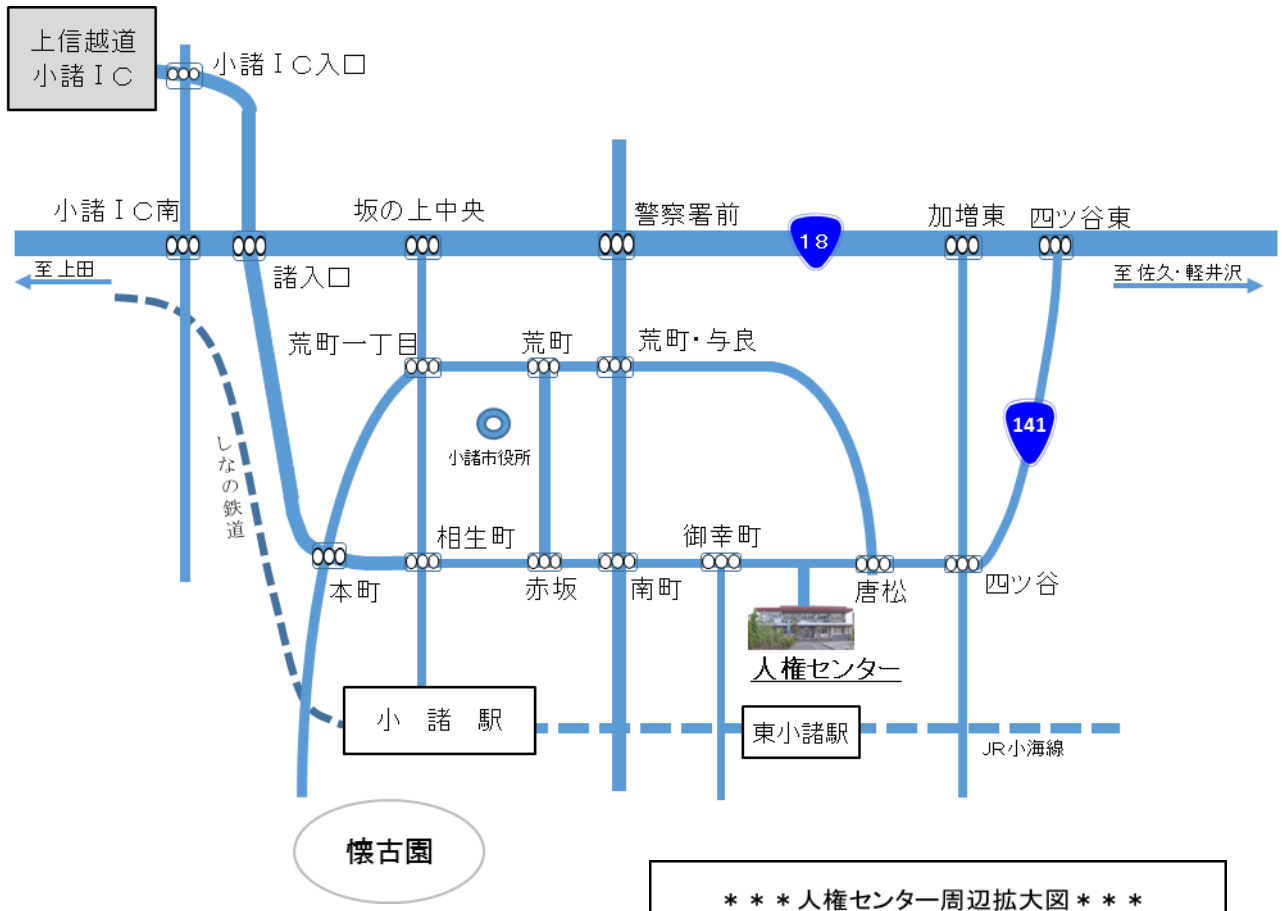 上信越道
小諸ＩＣ
小諸ＩＣ入口
小諸ＩＣ南
坂の上中央
警察署前
加増東
四ツ谷東
18
至 上田
諸入口
至 佐久・軽井沢
荒町一丁目
荒町
荒町・与良
141
小諸市役所
しなの鉄道
相生町
御幸町
本町
赤坂
南町
唐松
四ツ谷
人権センター
小 諸 駅
東小諸駅
JR小海線
懐古園
＊＊＊人権センター周辺拡大図＊＊＊